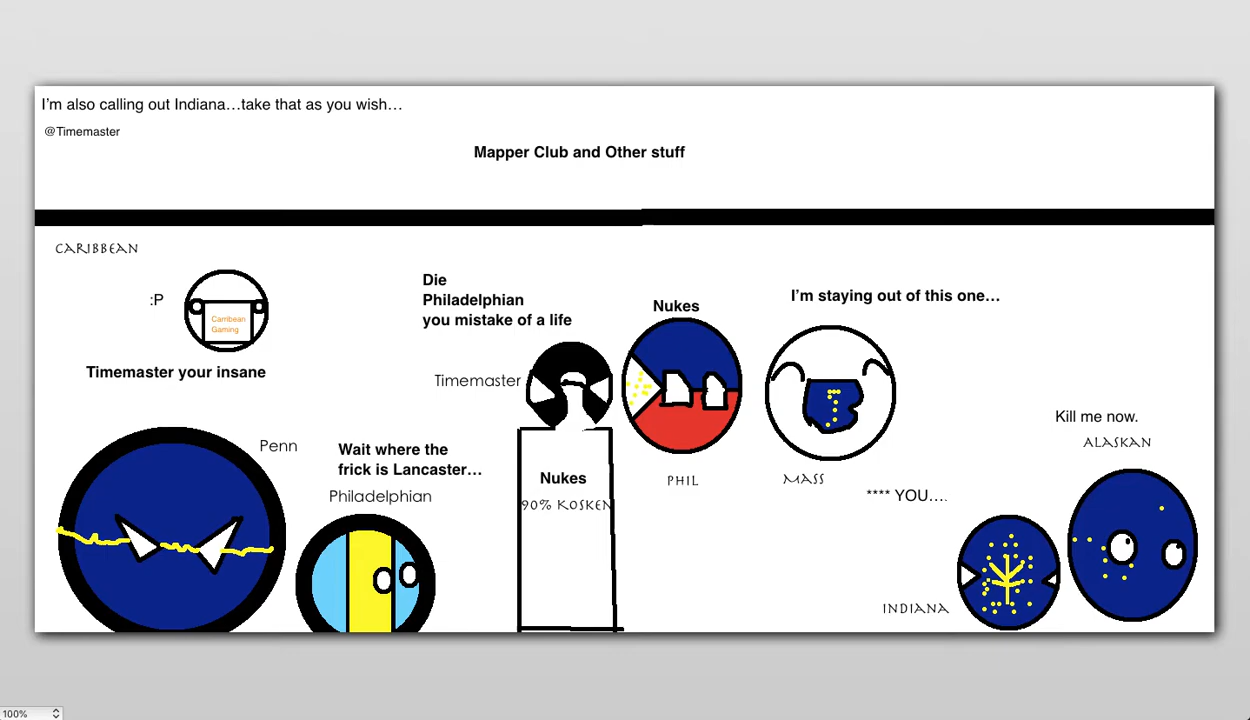 I'm also calling out Indiana…take that as you wish…
@Timemaster
Mapper Club and Other stuff
Caribbean
:P
Carribean
Gaming
Timemaster your insane
Die
Philadelphian
you mistake of a life
Timemaster
Nukes
I'm staying out of this one…
Penn
Wait where the
frick is Lancaster…
Philadelphian
Nukes
90% Kosken
Phil
Mass
**** YOU….
Kill me now.
Alaskan
Indiana
100%